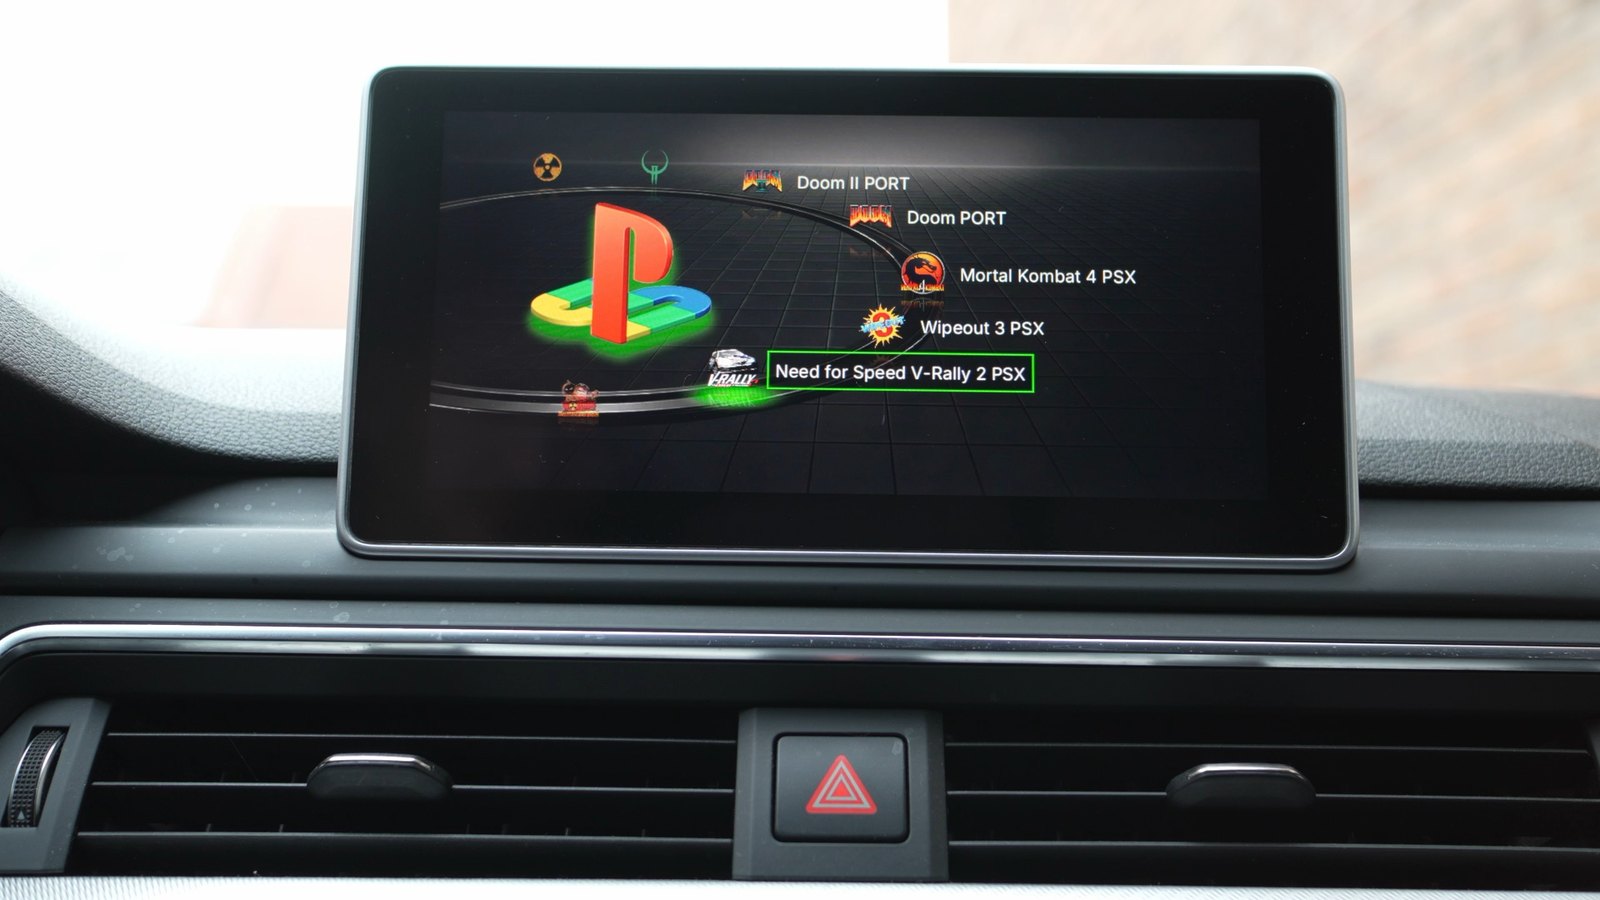 Doom II PORT
DOOM
Doom PORT
Mortal Kombat 4 PSX
Wipeout 3 PSX
V-RALLY
Need for Speed V-Rally 2 PSX